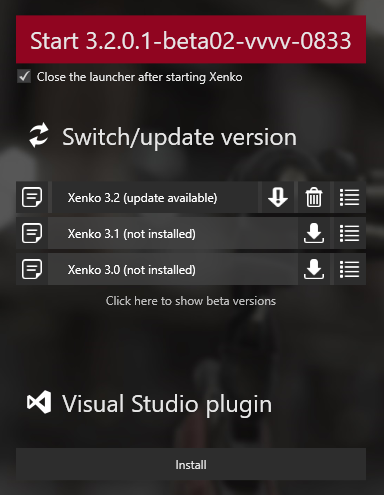 Start 3.2.0.1-beta02-vvvv-0833
Close the launcher after starting Xenko
Switch/update version
Xenko 3.2 (update available)
Xenko 3.1 (not installed)
Xenko 3.0 (not installed)
Click here to show beta versions
Visual Studio plugin
Install